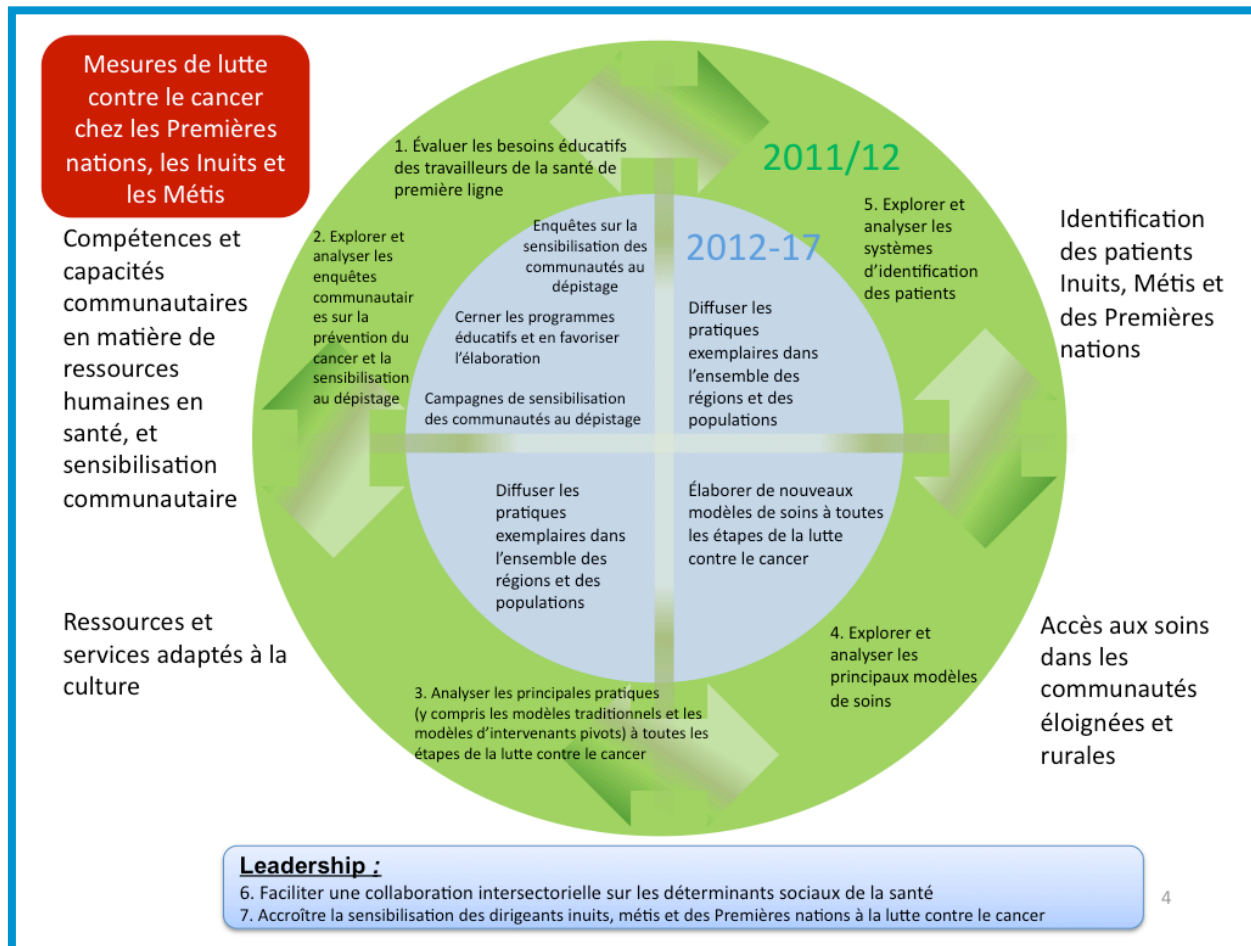 Mesures de lutte
contre le cancer
chez les Premières
nations, les Inuits et
les Métis
Compétences et
capacités
communautaires
en matière de
ressources
humaines en
santé, et
sensibilisation
communautaire
Ressources et
services adaptés à la
culture
1. Évaluer les besoins éducatifs
des travailleurs de la santé de
première ligne
2. Explorer et
analyser les
enquêtes
communautair
es sur la
prévention du
cancer et la
sensibilisation
au dépistage
Enquêtes sur la
sensibilisation des
communautés au
dépistage
Cerner les programmes
éducatifs et en favoriser
l'élaboration
Campagnes de sensibilisation
des communautés au dépistage
2011/12
2012-17
Diffuser les
pratiques
exemplaires dans
l'ensemble des
régions et des
populations
5. Explorer et
analyser les
systèmes
d'identification
des patients
Identification
des patients
Inuits, Métis et
des Premières
nations
Diffuser les
pratiques
exemplaires dans
l'ensemble des
régions et des
populations
Élaborer de nouveaux
modèles de soins à toutes
les étapes de la lutte
contre le cancer
3. Analyser les principales pratiques
(y compris les modèles traditionnels et les
modèles d'intervenants pivots) à toutes les
étapes de la lutte contre le cancer
4. Explorer et
analyser les
principaux modèles
de soins
Accès aux soins
dans les
communautés
éloignées et
rurales
Leadership :
6. Faciliter une collaboration intersectorielle sur les déterminants sociaux de la santé
7. Accroître la sensibilisation des dirigeants inuits, métis et des Premières nations à la lutte contre le cancer
4